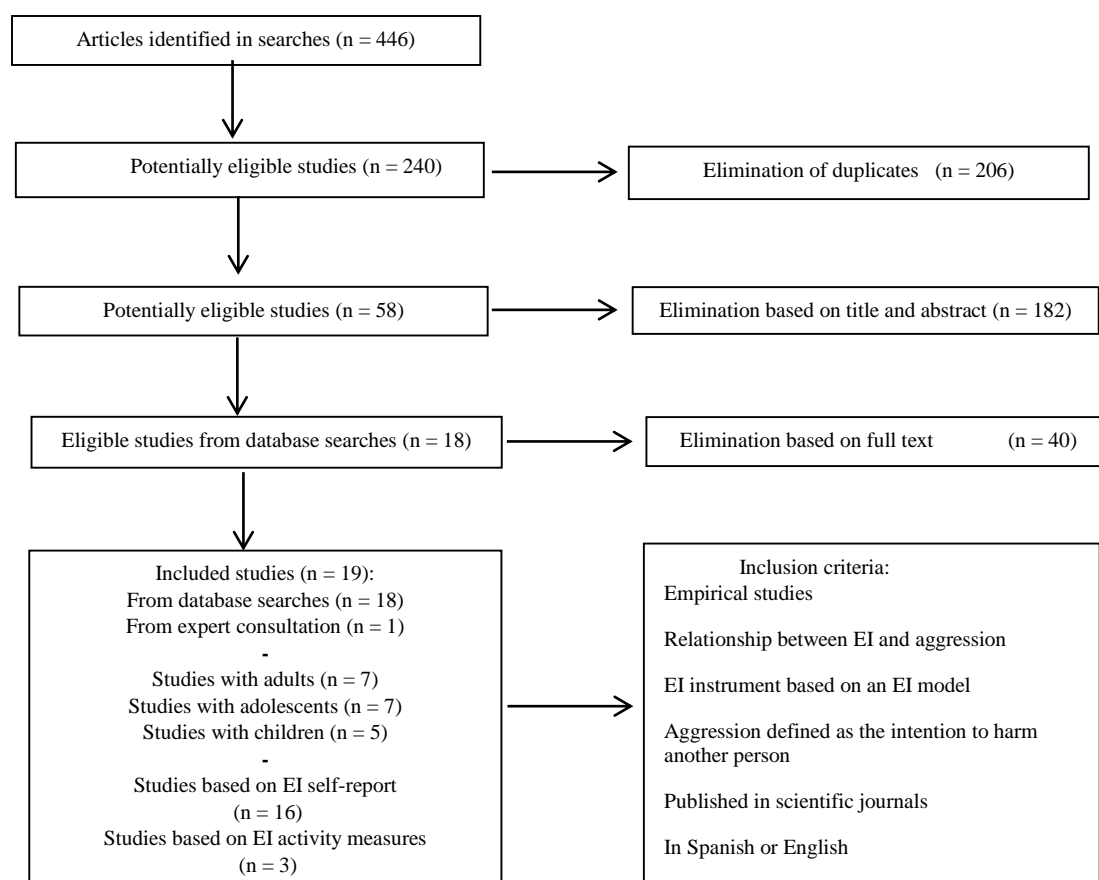 Articles identified in searches (n = 446)
Potentially eligible studies (n = 240)
Elimination of duplicates (n = 206)
Potentially eligible studies (n = 58)
Elimination based on title and abstract (n = 182)
Eligible studies from database searches (n = 18)
Elimination based on full text (n = 40)
Included studies (n = 19):
From database searches (n = 18)
From expert consultation (n = 1)
-
Studies with adults (n = 7)
Studies with adolescents (n = 7)
Studies with children (n = 5)
-
Studies based on EI self-report
(n = 16)
Studies based on EI activity measures
(n = 3)
Inclusion criteria:
Empirical studies
Relationship between EI and aggression
EI instrument based on an EI model
Aggression defined as the intention to harm
another person
Published in scientific journals
In Spanish or English